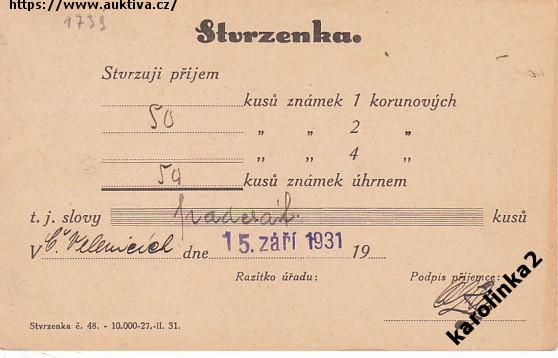 https://www.auktiva.cz/
1739
Stvrzenka.
Stvrzuji příjem
kusů známek 1 korunových
50 „ „ 2 „
„ „ 4 „
50 kusů známek úhrnem
t. j. slovy padesát kusů
V Č. Velenicích dne 15. září 1931 19
Razítko úřadu: Podpis příjemce:
Stvrzenka č. 48. - 10.000-27.-II. 31.
karolinka2